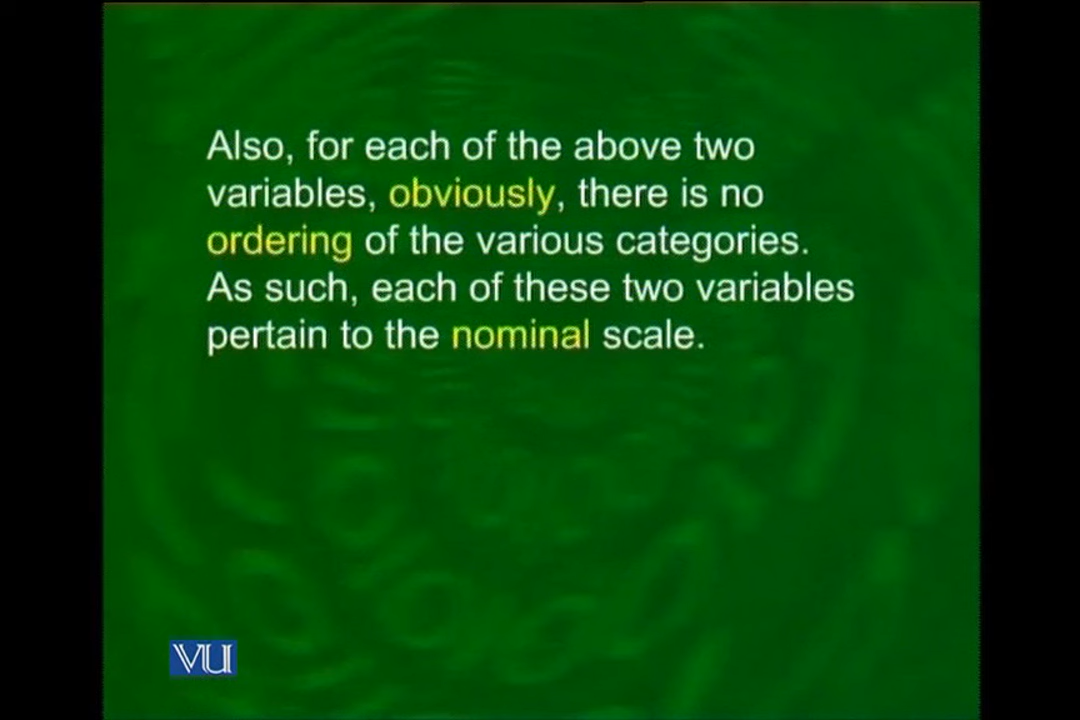 Also, for each of the above two
variables, obviously, there is no
ordering of the various categories.
As such, each of these two variables
pertain to the nominal scale.
VU